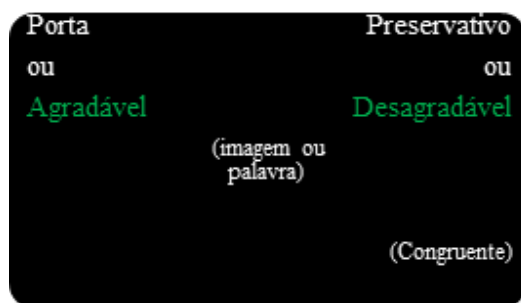 Porta Preservativo
ou ou
Agradável Desagradável
(imagem ou
palavra)
(Congruente)